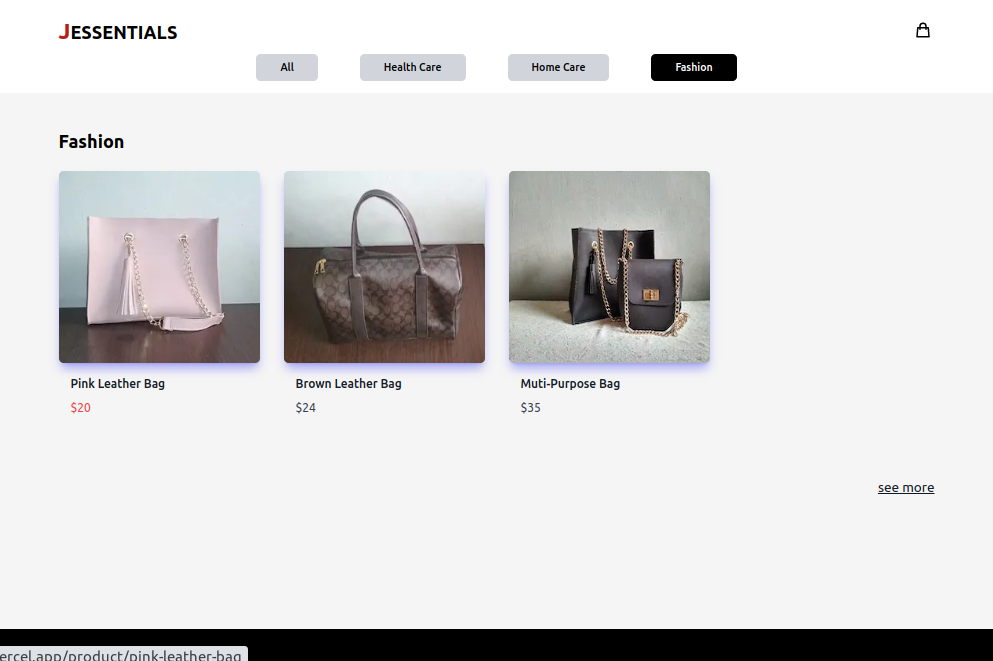 JESSENTIALS
All Health Care Home Care Fashion
Fashion
Pink Leather Bag Brown Leather Bag Muti-Purpose Bag
$20 $24 $35
see more
ercel.app/product/pink-leather-bag